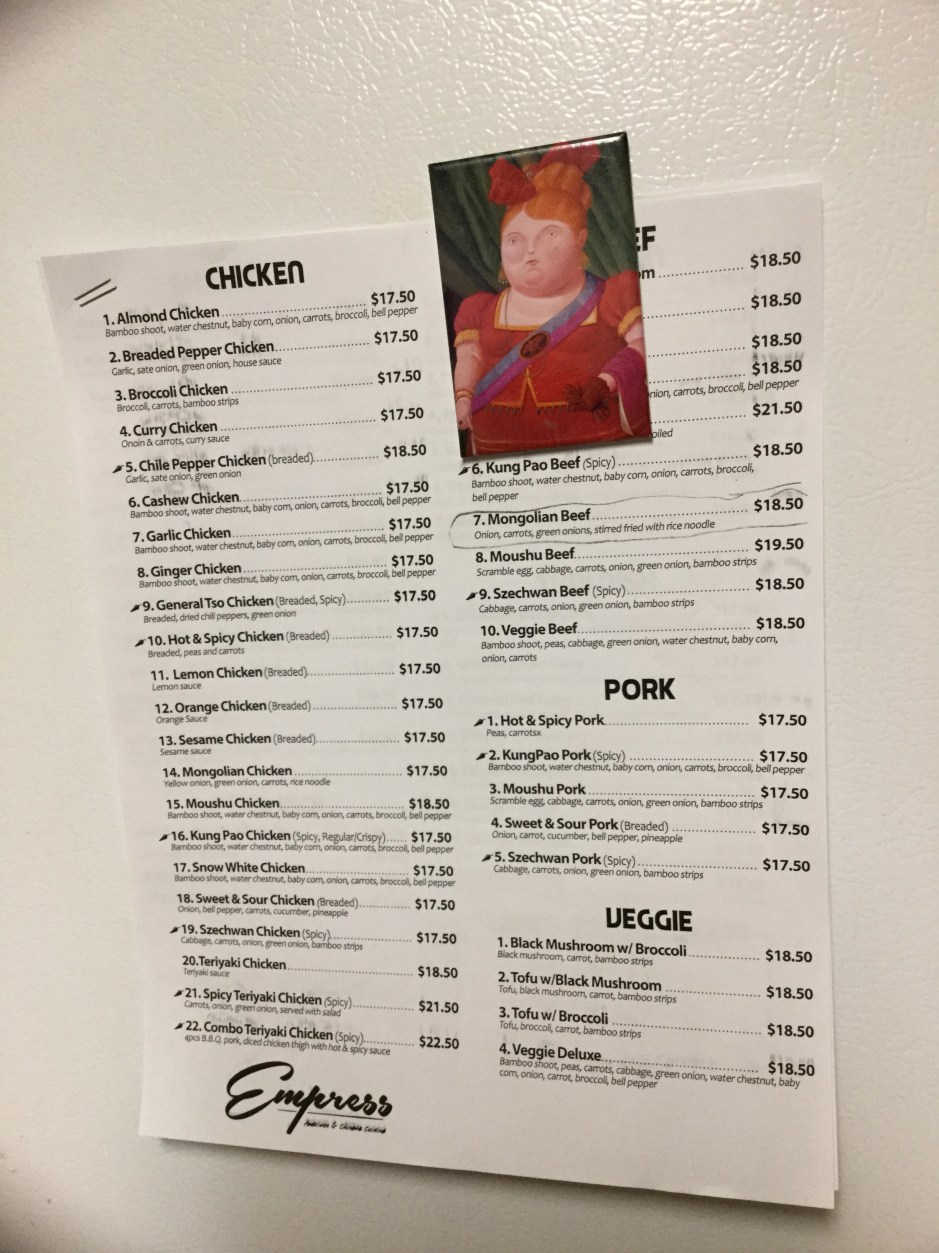 CHICKEN
1. Almond Chicken $17.50
Bamboo shoot, water chestnut, baby corn, onion, carrots, broccoli, bell pepper
2. Breaded Pepper Chicken $17.50
Garlic, sate onion, green onion, house sauce
3. Broccoli Chicken $17.50
Broccoli, carrots, bamboo strips
4. Curry Chicken $17.50
Onoin & carrots, curry sauce
5. Chile Pepper Chicken (breaded) $18.50
Garlic, sate onion, green onion
6. Cashew Chicken $17.50
Bamboo shoot, water chestnut, baby corn, onion, carrots, broccoli, bell pepper
7. Garlic Chicken $17.50
Bamboo shoot, water chestnut, baby corn, onion, carrots, broccoli, bell pepper
8. Ginger Chicken $17.50
Bamboo shoot, water chestnut, baby corn, onion, carrots, broccoli, bell pepper
9. General Tso Chicken (Breaded, Spicy) $17.50
Breaded, dried chill peppers, green onion
10. Hot & Spicy Chicken (Breaded) $17.50
Breaded, peas and carrots
11. Lemon Chicken (Breaded) $17.50
Lemon sauce
12. Orange Chicken (Breaded) $17.50
Orange Sauce
13. Sesame Chicken (Breaded) $17.50
Sesame sauce
14. Mongolian Chicken $17.50
Yellow onion, green onion, carrots, rice noodle
15. Moushu Chicken $18.50
Bamboo shoot, water chestnut, baby corn, onion, carrots, broccoli, bell pepper
16. Kung Pao Chicken (Spicy, Regular/Crispy) $17.50
Bamboo shoot, water chestnut, baby corn, onion, carrots, broccoli, bell pepper
17. Snow White Chicken $17.50
Bamboo shoot, water chestnut, baby corn, onion, carrots, broccoli, bell pepper
18. Sweet & Sour Chicken (Breaded) $17.50
Onion, bell pepper, carrots, cucumber, pineapple
19. Szechwan Chicken (Spicy) $17.50
Cabbage, carrots, onion, green onion, bamboo strips
20.Teriyaki Chicken $18.50
Teriyaki sauce
21. Spicy Teriyaki Chicken (Spicy) $21.50
Carrots, onion, green onion, served with salad
22. Combo Teriyaki Chicken (Spicy) $22.50
4pcs B.B.Q. pork, diced chicken thigh with hot & spicy sauce
Empress
American & Chinese Cuisine
EF
om $18.50
$18.50
$18.50
$18.50
nion, carrots, broccoli, bell pepper
$21.50
oiled
6. Kung Pao Beef (Spicy) $18.50
Bamboo shoot, water chestnut, baby corn, onion, carrots, broccoli,
bell pepper
7. Mongolian Beef $18.50
Onion, carrots, green onions, stirred fried with rice noodle
8. Moushu Beef $19.50
Scramble egg, cabbage, carrots, onion, green onion, bamboo strips
9. Szechwan Beef (Spicy) $18.50
Cabbage, carrots, onion, green onion, bamboo strips
10. Veggie Beef $18.50
Bamboo shoot, peas, cabbage, green onion, water chestnut, baby corn,
onion, carrots
PORK
1. Hot & Spicy Pork $17.50
Peas, carrotsx
2. KungPao Pork (Spicy) $17.50
Bamboo shoot, water chestnut, baby corn, onion, carrots, broccoli, bell pepper
3. Moushu Pork $17.50
Scramble egg, cabbage, carrots, onion, green onion, bamboo strips
4. Sweet & Sour Pork (Breaded) $17.50
Onion, carrot, cucumber, bell pepper, pineapple
5. Szechwan Pork (Spicy) $17.50
Cabbage, carrots, onion, green onion, bamboo strips
VEGGIE
1. Black Mushroom w/ Broccoli $18.50
Black mushroom, carrot, bamboo strips
2. Tofu w/Black Mushroom $18.50
Tofu, black mushroom, carrot, bamboo strips
3. Tofu w/ Broccoli $18.50
Tofu, broccoli, carrot, bamboo strips
4. Veggie Deluxe $18.50
Bamboo shoot, peas, carrots, cabbage, green onion, water chestnut, baby
corn, onion, carrot, broccoli, bell pepper